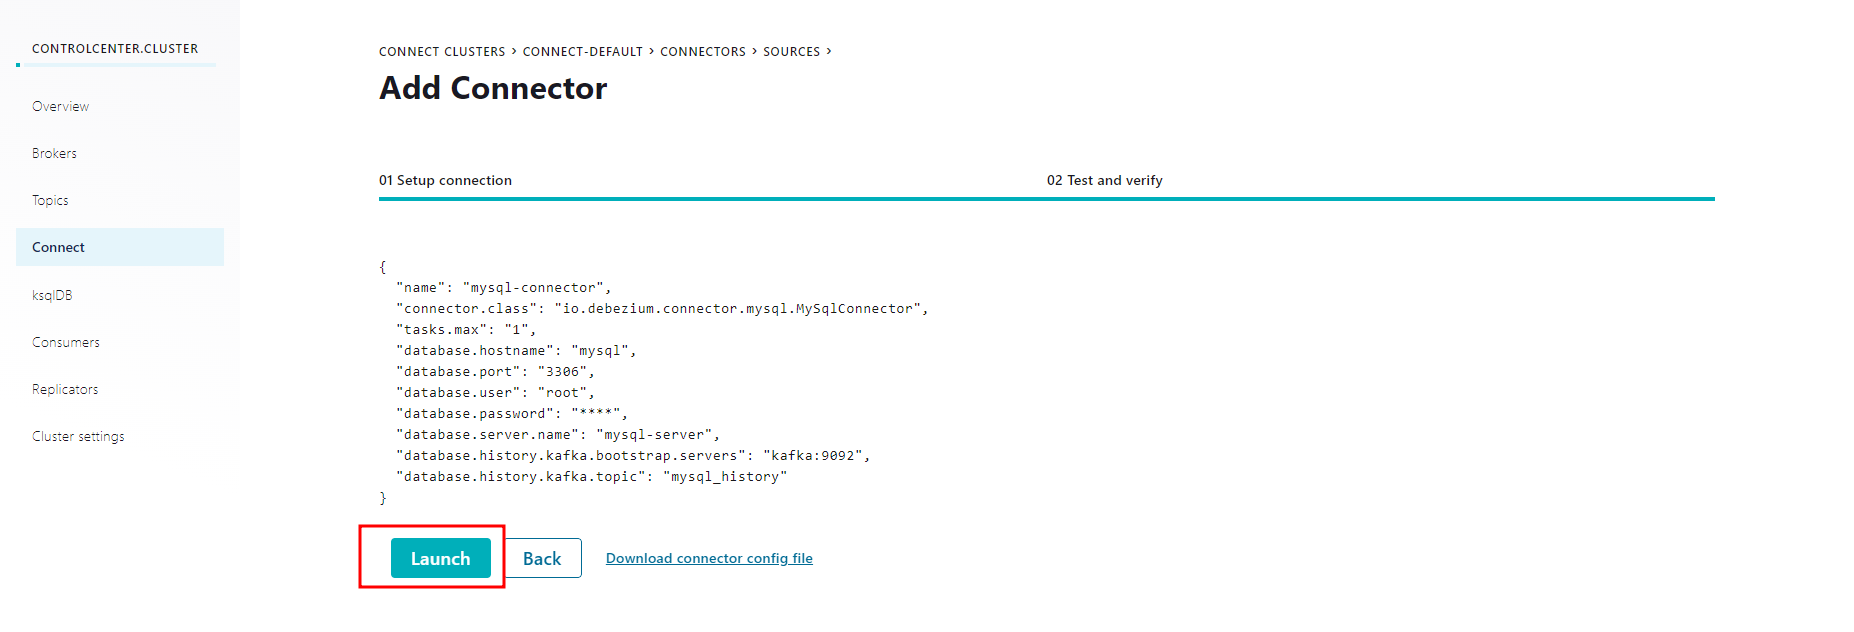 CONTROLCENTER.CLUSTER
Overview
Brokers
Topics
Connect
ksqlDB
Consumers
Replicators
Cluster settings
CONNECT CLUSTERS › CONNECT-DEFAULT › CONNECTORS › SOURCES ›
Add Connector
01 Setup connection
02 Test and verify
{
"name": "mysql-connector",
"connector.class": "io.debezium.connector.mysql.MySqlConnector",
"tasks.max": "1",
"database.hostname": "mysql",
"database.port": "3306",
"database.user": "root",
"database.password": "****",
"database.server.name": "mysql-server",
"database.history.kafka.bootstrap.servers": "kafka:9092",
"database.history.kafka.topic": "mysql_history"
}
Launch
Back
Download connector config file